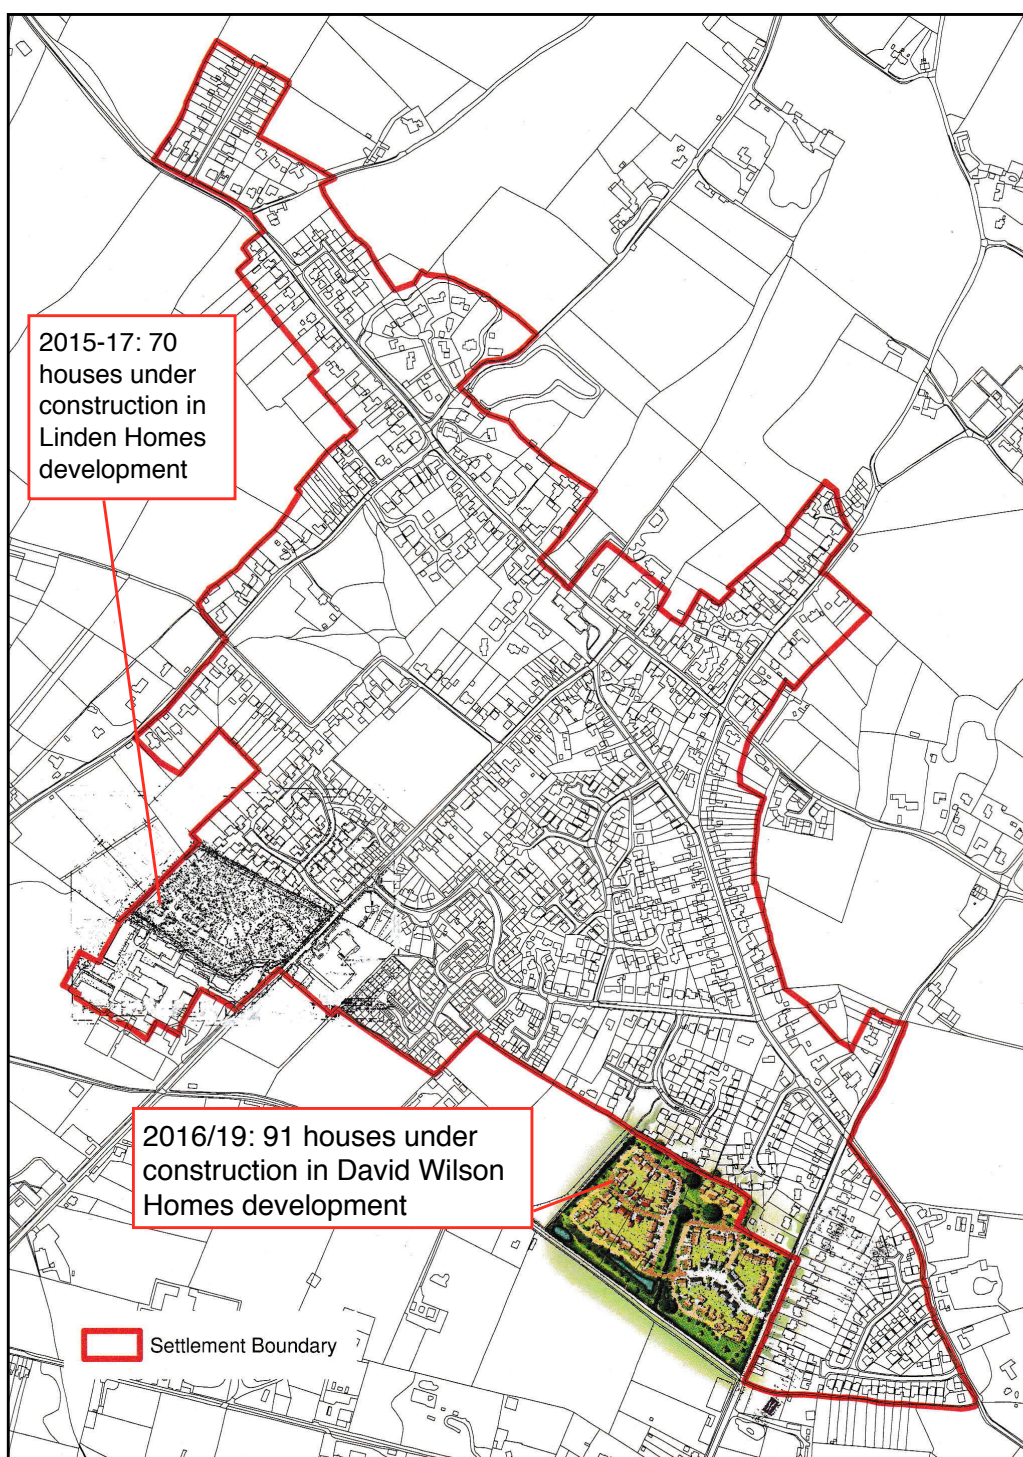 2015-17: 70
houses under
construction in
Linden Homes
development
2016/19: 91 houses under
construction in David Wilson
Homes development
Settlement Boundary